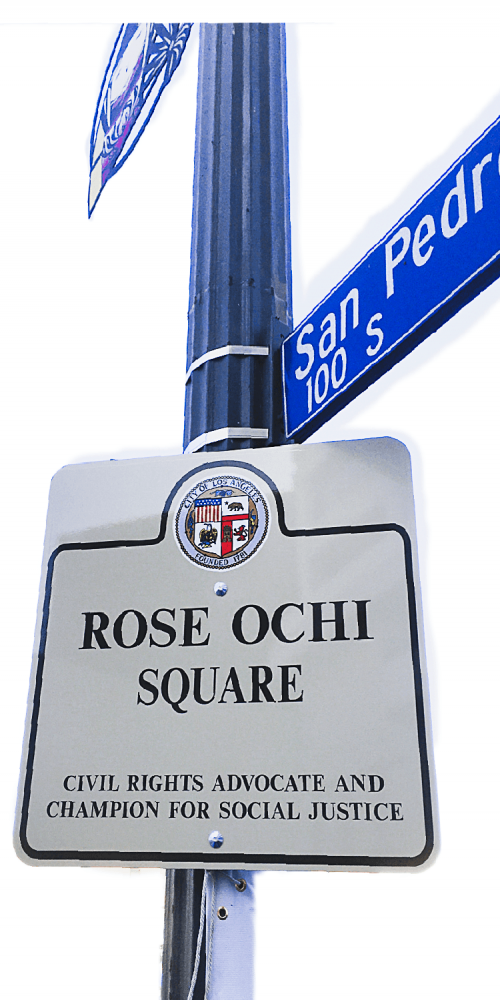 San Pedr
100 S
CITY OF LOS ANGELES
FOUNDED 1781
ROSE OCHI
SQUARE
CIVIL RIGHTS ADVOCATE AND
CHAMPION FOR SOCIAL JUSTICE